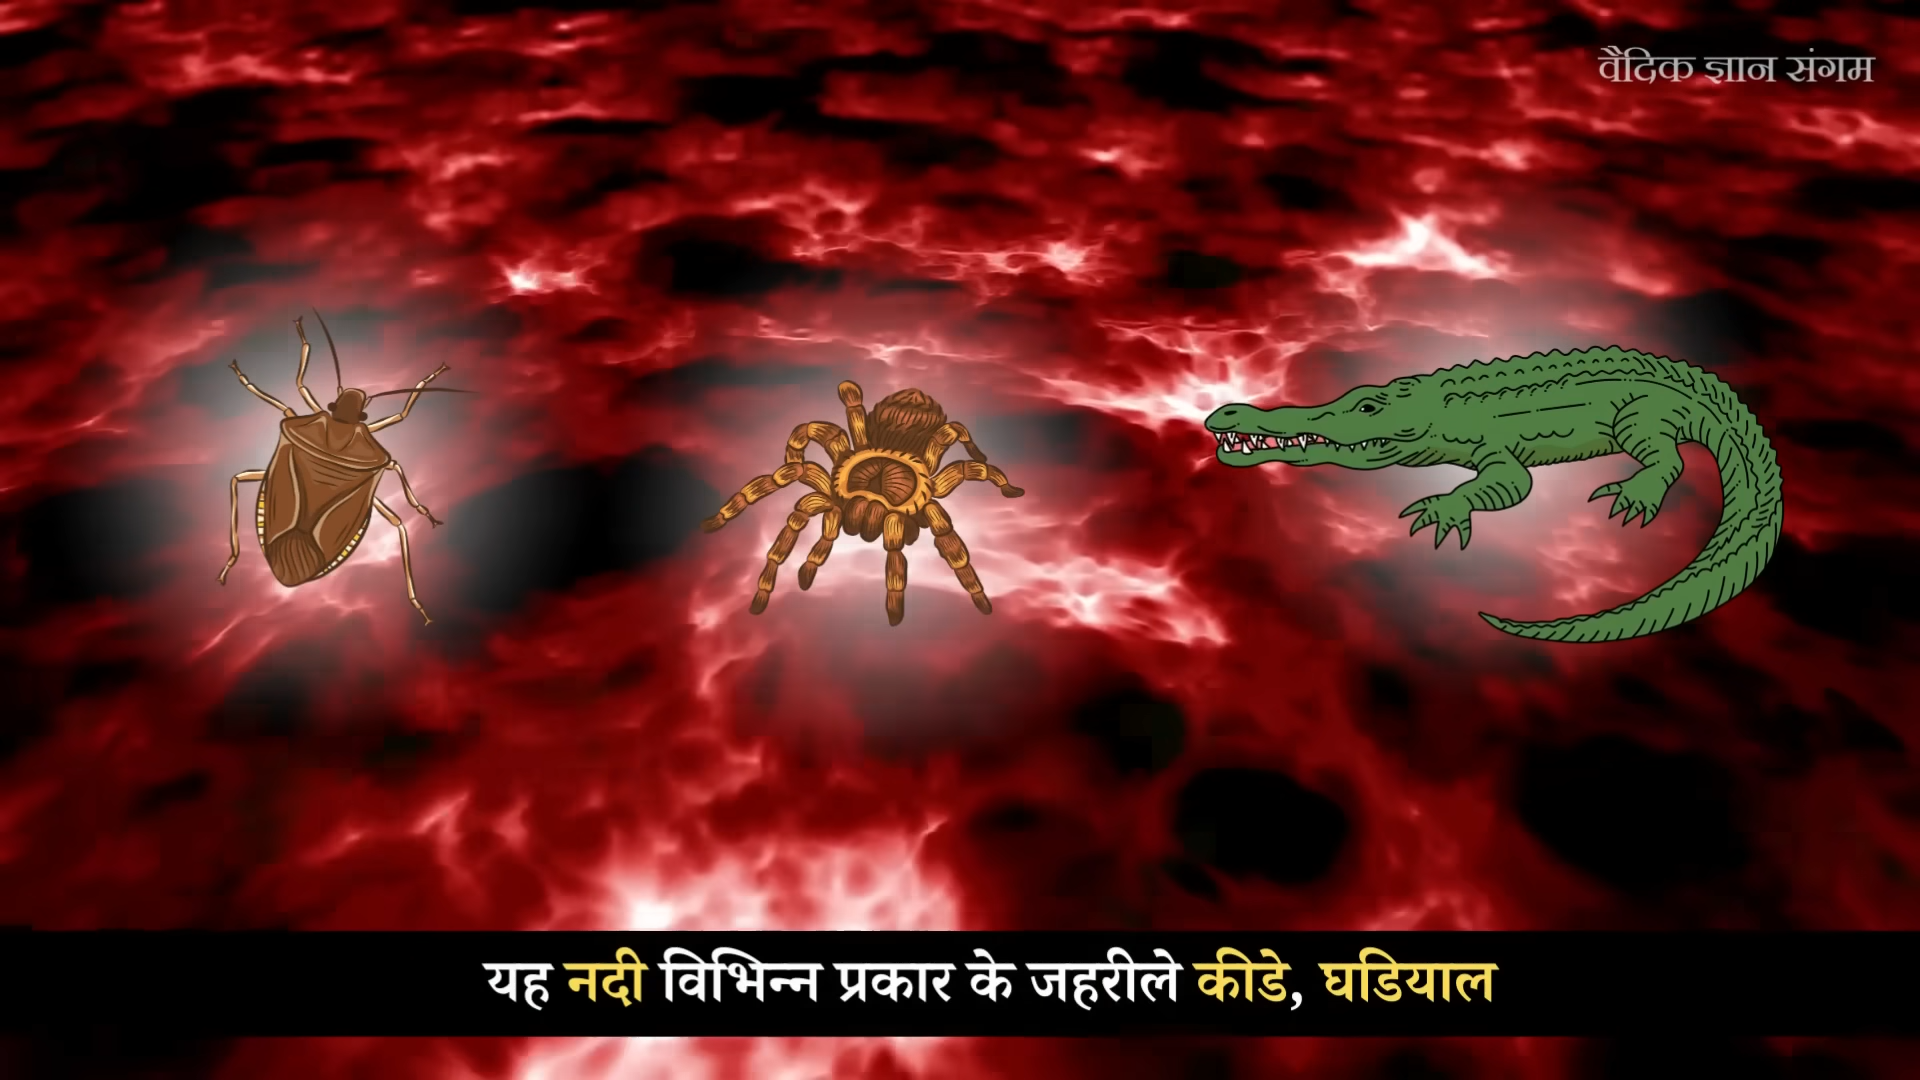 वैदिक ज्ञान संगम
यह नदी विभिन्न प्रकार के जहरीले कीडे, घडियाल